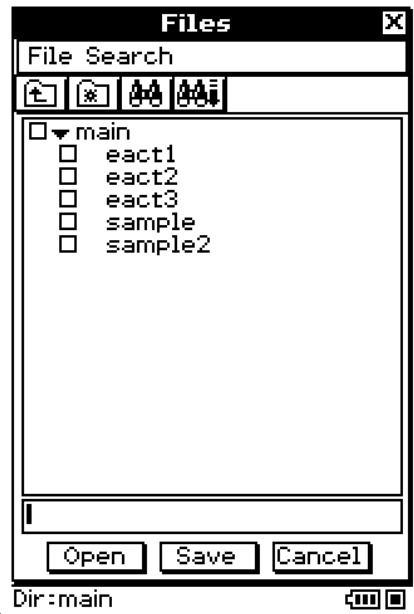 Files
File Search
main
eact1
eact2
eact3
sample
sample2
Open Save Cancel
Dir:main